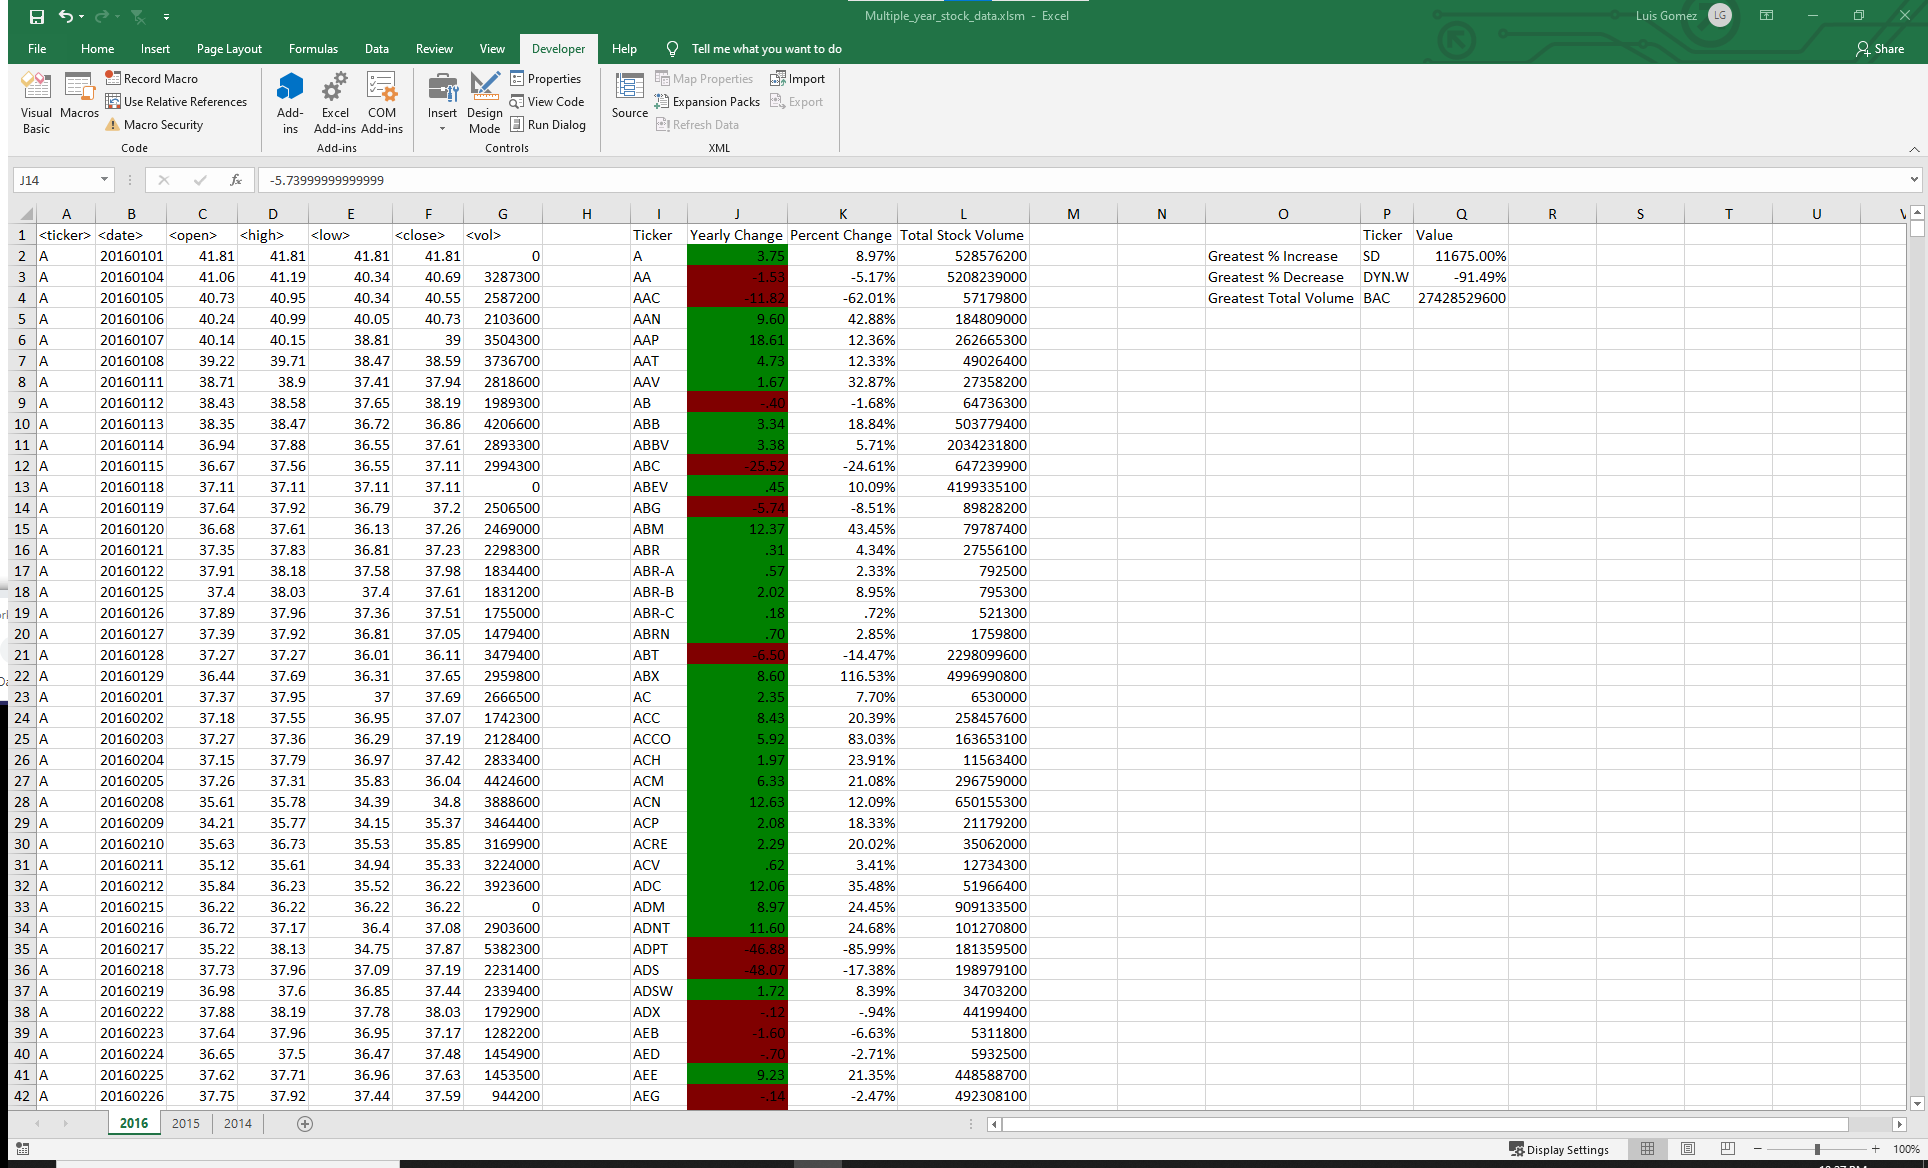 Multiple_year_stock_data.xlsm - Excel
Luis Gomez LG
File Home Insert Page Layout Formulas Data Review View Developer Help Tell me what you want to do Share
Visual Basic
Macros
Record Macro
Use Relative References
Macro Security
Code
Add-ins
Excel Add-ins
COM Add-ins
Add-ins
Insert
Design Mode
Properties
View Code
Run Dialog
Controls
Source
Map Properties
Expansion Packs
Refresh Data
Import
Export
XML
J14 fx -5.73999999999999
A B C D E F G H I J K L M N O P Q R S T U
1 <ticker> <date> <open> <high> <low> <close> <vol> Ticker Yearly Change Percent Change Total Stock Volume Ticker Value
2 A 20160101 41.81 41.81 41.81 41.81 0 A 3.75 8.97% 528576200 Greatest % Increase SD 11675.00%
3 A 20160104 41.06 41.19 40.34 40.69 3287300 AA -1.53 -5.17% 5208239000 Greatest % Decrease DYN.W -91.49%
4 A 20160105 40.73 40.95 40.34 40.55 2587200 AAC -11.82 -62.01% 57179800 Greatest Total Volume BAC 27428529600
5 A 20160106 40.24 40.99 40.05 40.73 2103600 AAN 9.60 42.88% 184809000
6 A 20160107 40.14 40.15 38.81 39 3504300 AAP 18.61 12.36% 262665300
7 A 20160108 39.22 39.71 38.47 38.59 3736700 AAT 4.73 12.33% 49026400
8 A 20160111 38.71 38.9 37.41 37.94 2818600 AAV 1.67 32.87% 27358200
9 A 20160112 38.43 38.58 37.65 38.19 1989300 AB -.40 -1.68% 64736300
10 A 20160113 38.35 38.47 36.72 36.86 4206600 ABB 3.34 18.84% 503779400
11 A 20160114 36.94 37.88 36.55 37.61 2893300 ABBV 3.38 5.71% 2034231800
12 A 20160115 36.67 37.56 36.55 37.11 2994300 ABC -25.52 -24.61% 647239900
13 A 20160118 37.11 37.11 37.11 37.11 0 ABEV .45 10.09% 4199335100
14 A 20160119 37.64 37.92 36.79 37.2 2506500 ABG -5.74 -8.51% 89828200
15 A 20160120 36.68 37.61 36.13 37.26 2469000 ABM 12.37 43.45% 79787400
16 A 20160121 37.35 37.83 36.81 37.23 2298300 ABR .31 4.34% 27556100
17 A 20160122 37.91 38.18 37.58 37.98 1834400 ABR-A .57 2.33% 792500
18 A 20160125 37.4 38.03 37.4 37.61 1831200 ABR-B 2.02 8.95% 795300
19 A 20160126 37.89 37.96 37.36 37.51 1755000 ABR-C .18 .72% 521300
20 A 20160127 37.39 37.92 36.81 37.05 1479400 ABRN .70 2.85% 1759800
21 A 20160128 37.27 37.27 36.01 36.11 3479400 ABT -6.50 -14.47% 2298099600
22 A 20160129 36.44 37.69 36.31 37.65 2959800 ABX 8.60 116.53% 4996990800
23 A 20160201 37.37 37.95 37 37.69 2666500 AC 2.35 7.70% 6530000
24 A 20160202 37.18 37.55 36.95 37.07 1742300 ACC 8.43 20.39% 258457600
25 A 20160203 37.27 37.36 36.29 37.19 2128400 ACCO 5.92 83.03% 163653100
26 A 20160204 37.15 37.79 36.97 37.42 2833400 ACH 1.97 23.91% 11563400
27 A 20160205 37.26 37.31 35.83 36.04 4424600 ACM 6.33 21.08% 296759000
28 A 20160208 35.61 35.78 34.39 34.8 3888600 ACN 12.63 12.09% 650155300
29 A 20160209 34.21 35.77 34.15 35.37 3464400 ACP 2.08 18.33% 21179200
30 A 20160210 35.63 36.73 35.53 35.85 3169900 ACRE 2.29 20.02% 35062000
31 A 20160211 35.12 35.61 34.94 35.33 3224000 ACV .62 3.41% 12734300
32 A 20160212 35.84 36.23 35.52 36.22 3923600 ADC 12.06 35.48% 51966400
33 A 20160215 36.22 36.22 36.22 36.22 0 ADM 8.97 24.45% 909133500
34 A 20160216 36.72 37.17 36.4 37.08 2903600 ADNT 11.60 24.68% 101270800
35 A 20160217 35.22 38.13 34.75 37.87 5382300 ADPT -46.88 -85.99% 181359500
36 A 20160218 37.73 37.96 37.09 37.19 2231400 ADS -48.07 -17.38% 198979100
37 A 20160219 36.98 37.6 36.85 37.44 2339400 ADSW 1.72 8.39% 34703200
38 A 20160222 37.88 38.19 37.78 38.03 1792900 ADX -.12 -.94% 44199400
39 A 20160223 37.64 37.96 36.95 37.17 1282200 AEB -1.60 -6.63% 5311800
40 A 20160224 36.65 37.5 36.47 37.48 1454900 AED -.70 -2.71% 5932500
41 A 20160225 37.62 37.71 36.96 37.63 1453500 AEE 9.23 21.35% 448588700
42 A 20160226 37.75 37.92 37.44 37.59 944200 AEG -.14 -2.47% 492308100
2016 2015 2014
Display Settings 100%